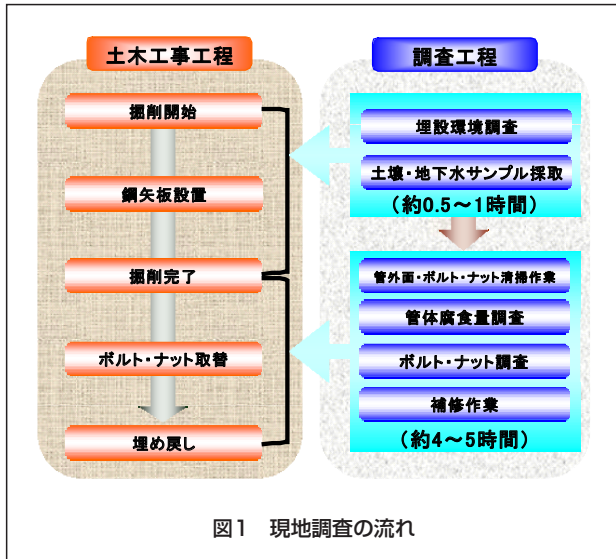 土木工事工程
掘削開始
鋼矢板設置
掘削完了
ボルト・ナット取替
埋め戻し
調査工程
埋設環境調査
土壌・地下水サンプル採取
(約0.5～1時間)
管外面・ボルト・ナット清掃作業
管体腐食量調査
ボルト・ナット調査
補修作業
(約4～5時間)
図1 現地調査の流れ